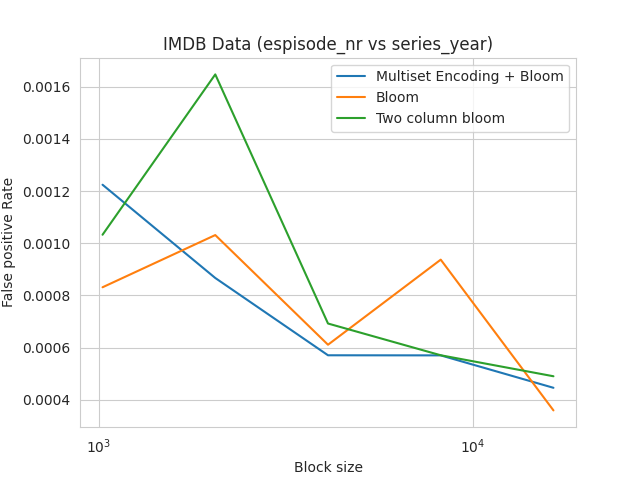 IMDB Data (espisode_nr vs series_year)
Multiset Encoding + Bloom
Bloom
Two column bloom
0.0016
0.0014
0.0012
0.0010
0.0008
0.0006
0.0004
False positive Rate
10³
10⁴
Block size